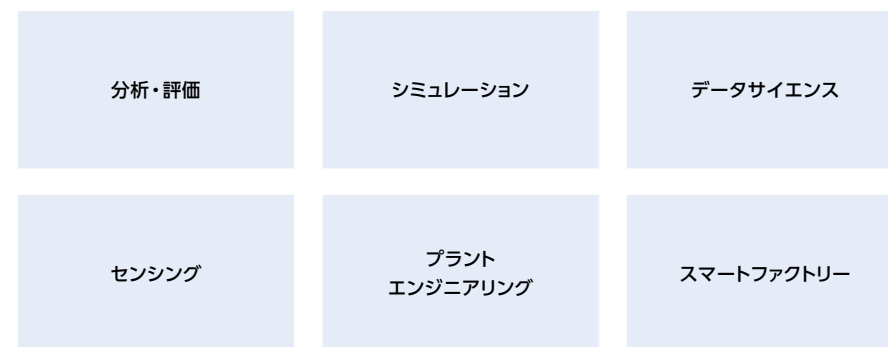 分析・評価
シミュレーション
データサイエンス
センシング
プラント
エンジニアリング
スマートファクトリー